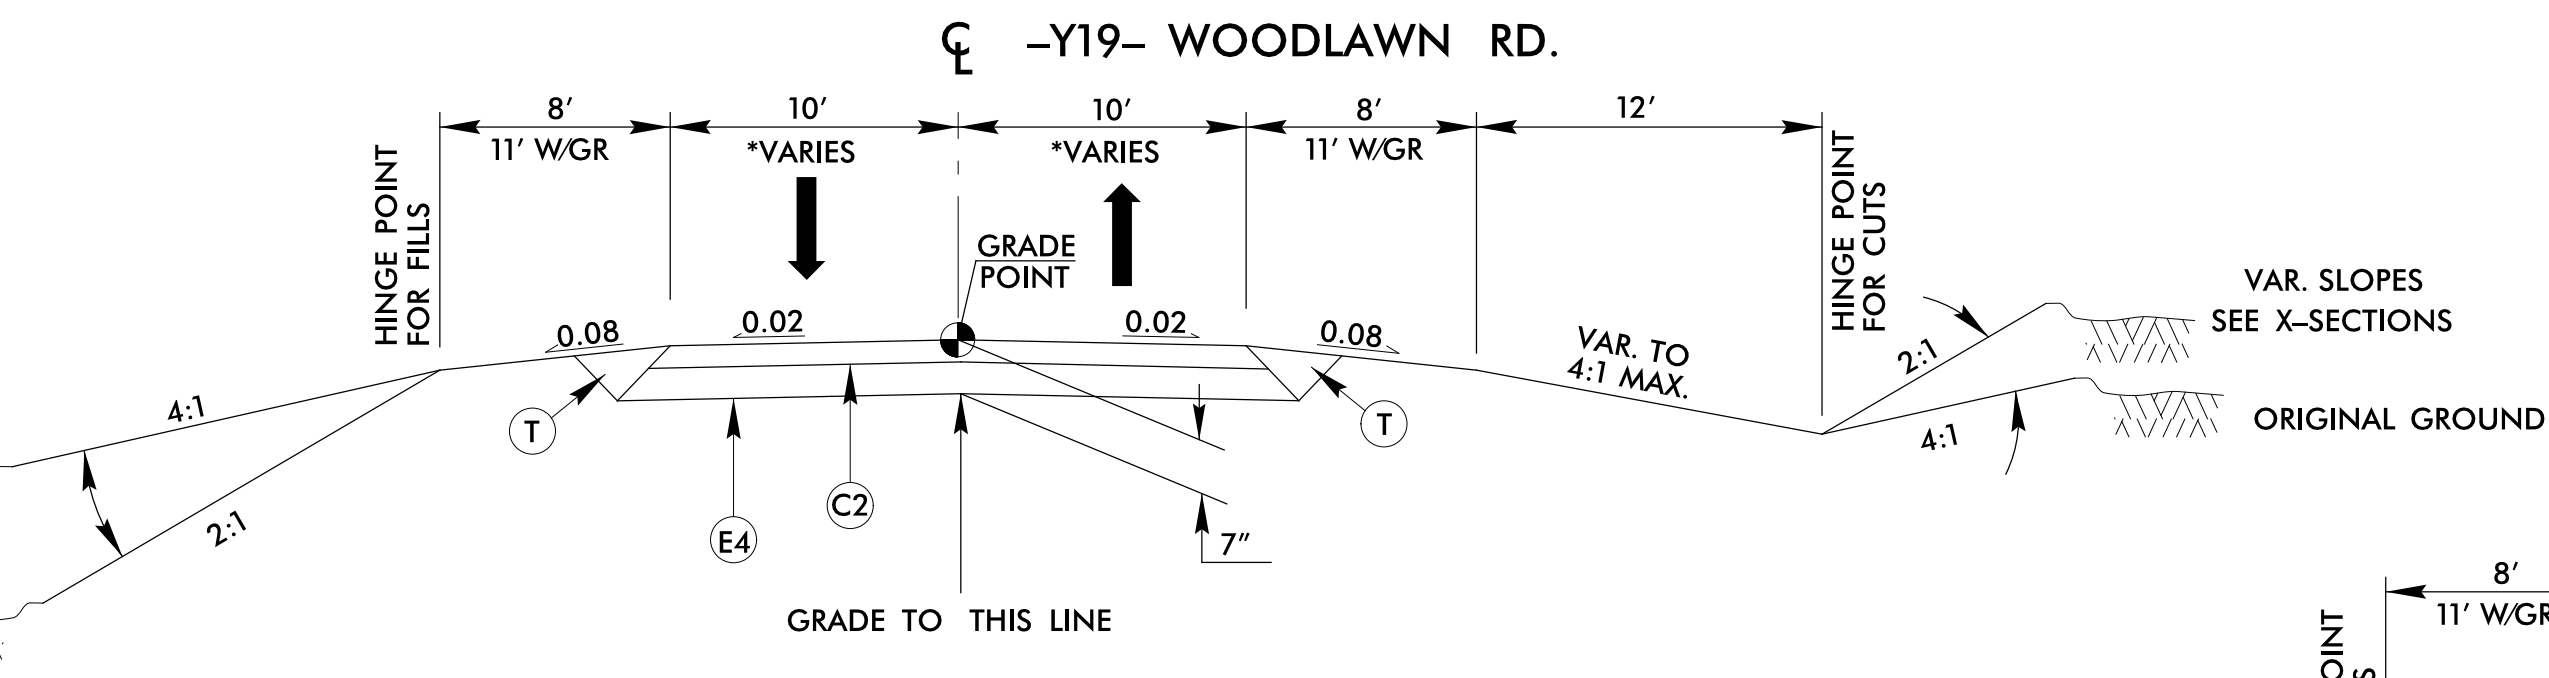 ℄ –Y19– WOODLAWN RD.
8' 10' 10' 8' 12'
11' W/GR *VARIES *VARIES 11' W/GR
HINGE POINT
FOR FILLS
HINGE POINT
FOR CUTS
GRADE
POINT
0.08 0.02 0.02 0.08
VAR. SLOPES
SEE X–SECTIONS
VAR. TO
4:1 MAX.
2:1
4:1
4:1
ORIGINAL GROUND
T
T
C2
2:1
E4
7"
GRADE TO THIS LINE
8'
11' W/GR
OINT
S